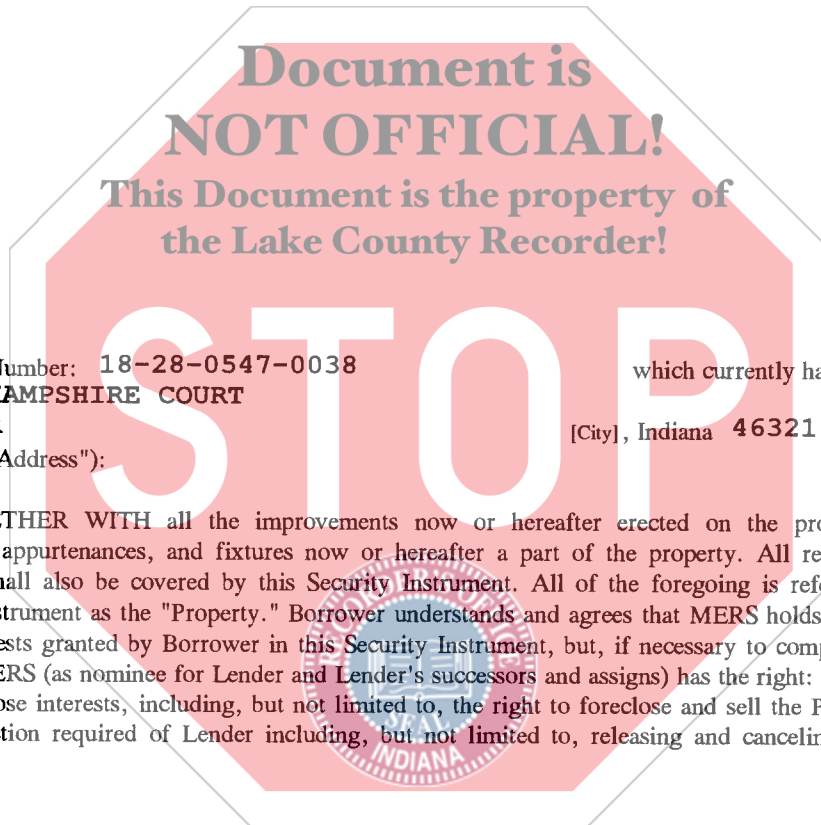 Document is
NOT OFFICIAL!
This Document is the property of
the Lake County Recorder!
STOP
Number: 18-28-0547-0038 which currently ha
AMPSHIRE COURT
[City], Indiana 46321
Address"):
THER WITH all the improvements now or hereafter erected on the pro
appurtenances, and fixtures now or hereafter a part of the property. All re
hall also be covered by this Security Instrument. All of the foregoing is refe
strument as the "Property." Borrower understands and agrees that MERS holds
ests granted by Borrower in this Security Instrument, but, if necessary to comp
ERS (as nominee for Lender and Lender's successors and assigns) has the right:
ose interests, including, but not limited to, the right to foreclose and sell the P
tion required of Lender including, but not limited to, releasing and cancelin
RECORDER'S OFFICE
SEAL
INDIANA